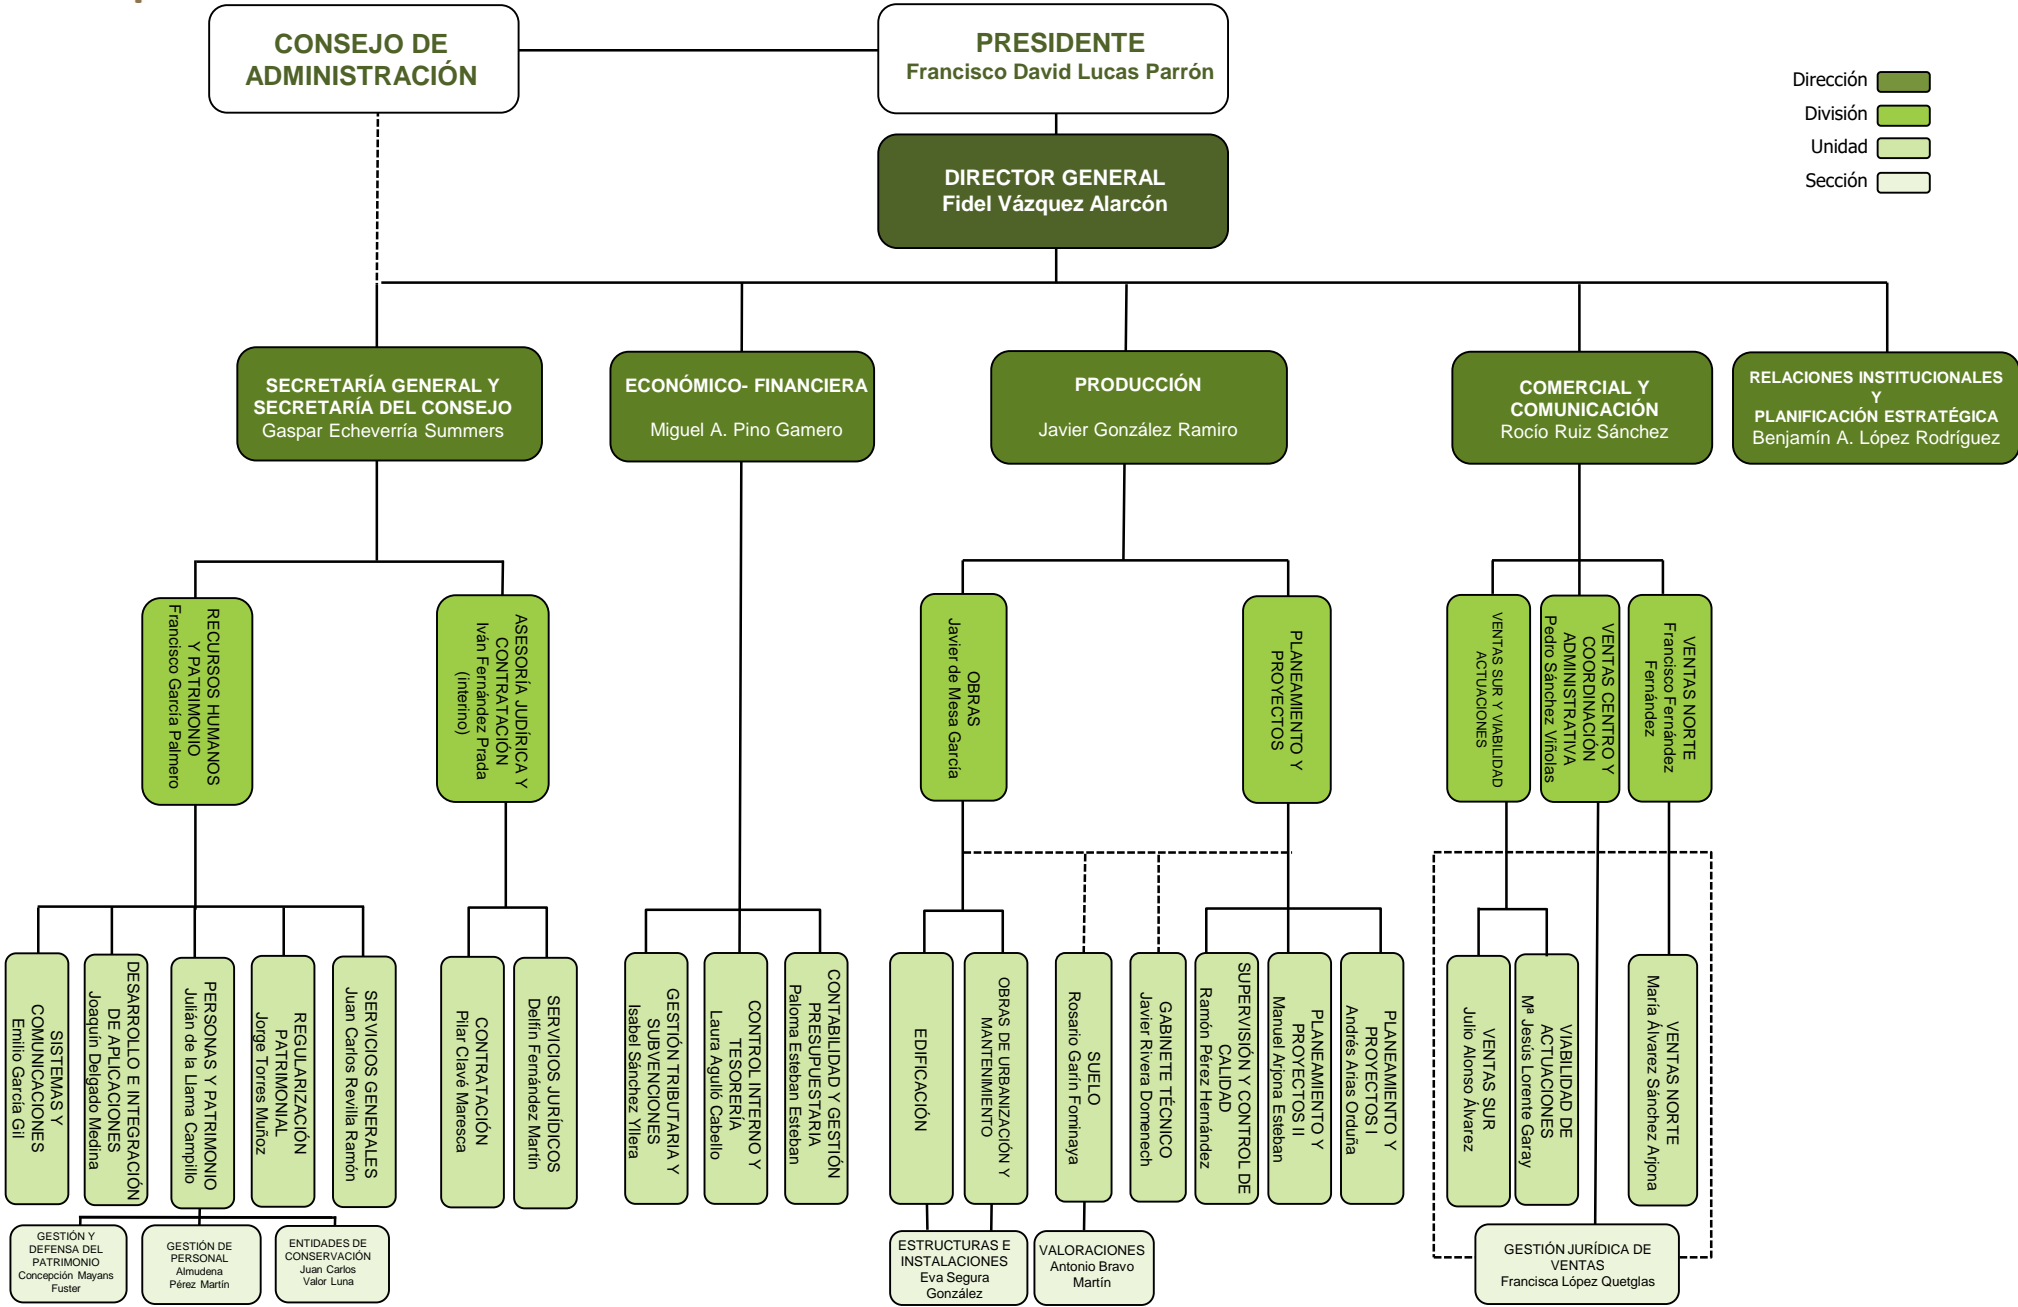 CONSEJO DE
ADMINISTRACIÓN
PRESIDENTE
Francisco David Lucas Parrón
Dirección
División
Unidad
Sección
DIRECTOR GENERAL
Fidel Vázquez Alarcón
SECRETARÍA GENERAL Y
SECRETARÍA DEL CONSEJO
Gaspar Echeverría Summers
ECONÓMICO- FINANCIERA
Miguel A. Pino Gamero
PRODUCCIÓN
Javier González Ramiro
COMERCIAL Y
COMUNICACIÓN
Rocío Ruiz Sánchez
RELACIONES INSTITUCIONALES
Y
PLANIFICACIÓN ESTRATÉGICA
Benjamín A. López Rodríguez
RECURSOS HUMANOS
Y PATRIMONIO
Francisco García Palmero
ASESORÍA JUDÍRICA Y
CONTRATACIÓN
Iván Fernández Prada
(interino)
OBRAS
Javier de Mesa García
PLANEAMIENTO Y
PROYECTOS
VENTAS SUR Y VIABILIDAD
ACTUACIONES
VENTAS CENTRO Y
COORDINACIÓN
ADMINISTRATIVA
Pedro Sánchez Viñolas
VENTAS NORTE
Francisco Fernández
Fernández
SISTEMAS Y
COMUNICACIONES
Emilio García Gil
DESARROLLO E INTEGRACIÓN
DE APLICACIONES
Joaquín Delgado Medina
PERSONAS Y PATRIMONIO
Julián de la Llama Campillo
REGULARIZACIÓN
PATRIMONIAL
Jorge Torres Muñoz
SERVICIOS GENERALES
Juan Carlos Revilla Ramón
CONTRATACIÓN
Pilar Clavé Maresca
SERVICIOS JURÍDICOS
Delfín Fernández Martín
GESTIÓN TRIBUTARIA Y
SUBVENCIONES
Isabel Sánchez Yllera
CONTROL INTERNO Y
TESORERÍA
Laura Agulló Cabello
CONTABILIDAD Y GESTIÓN
PRESUPUESTARIA
Paloma Esteban Esteban
EDIFICACIÓN
OBRAS DE URBANIZACIÓN Y
MANTENIMIENTO
SUELO
Rosario Garín Fominaya
GABINETE TÉCNICO
Javier Rivera Domenech
SUPERVISIÓN Y CONTROL DE
CALIDAD
Ramón Pérez Hernández
PLANEAMIENTO Y
PROYECTOS II
Manuel Arjona Esteban
PLANEAMIENTO Y
PROYECTOS I
Andrés Arias Orduña
VENTAS SUR
Julio Alonso Álvarez
VIABILIDAD DE
ACTUACIONES
Mª Jesús Lorente Garay
VENTAS NORTE
María Álvarez Sánchez Arjona
GESTIÓN Y
DEFENSA DEL
PATRIMONIO
Concepción Mayans
Fuster
GESTIÓN DE
PERSONAL
Almudena
Pérez Martín
ENTIDADES DE
CONSERVACIÓN
Juan Carlos
Valor Luna
ESTRUCTURAS E
INSTALACIONES
Eva Segura
González
VALORACIONES
Antonio Bravo
Martín
GESTIÓN JURÍDICA DE
VENTAS
Francisca López Quetglas